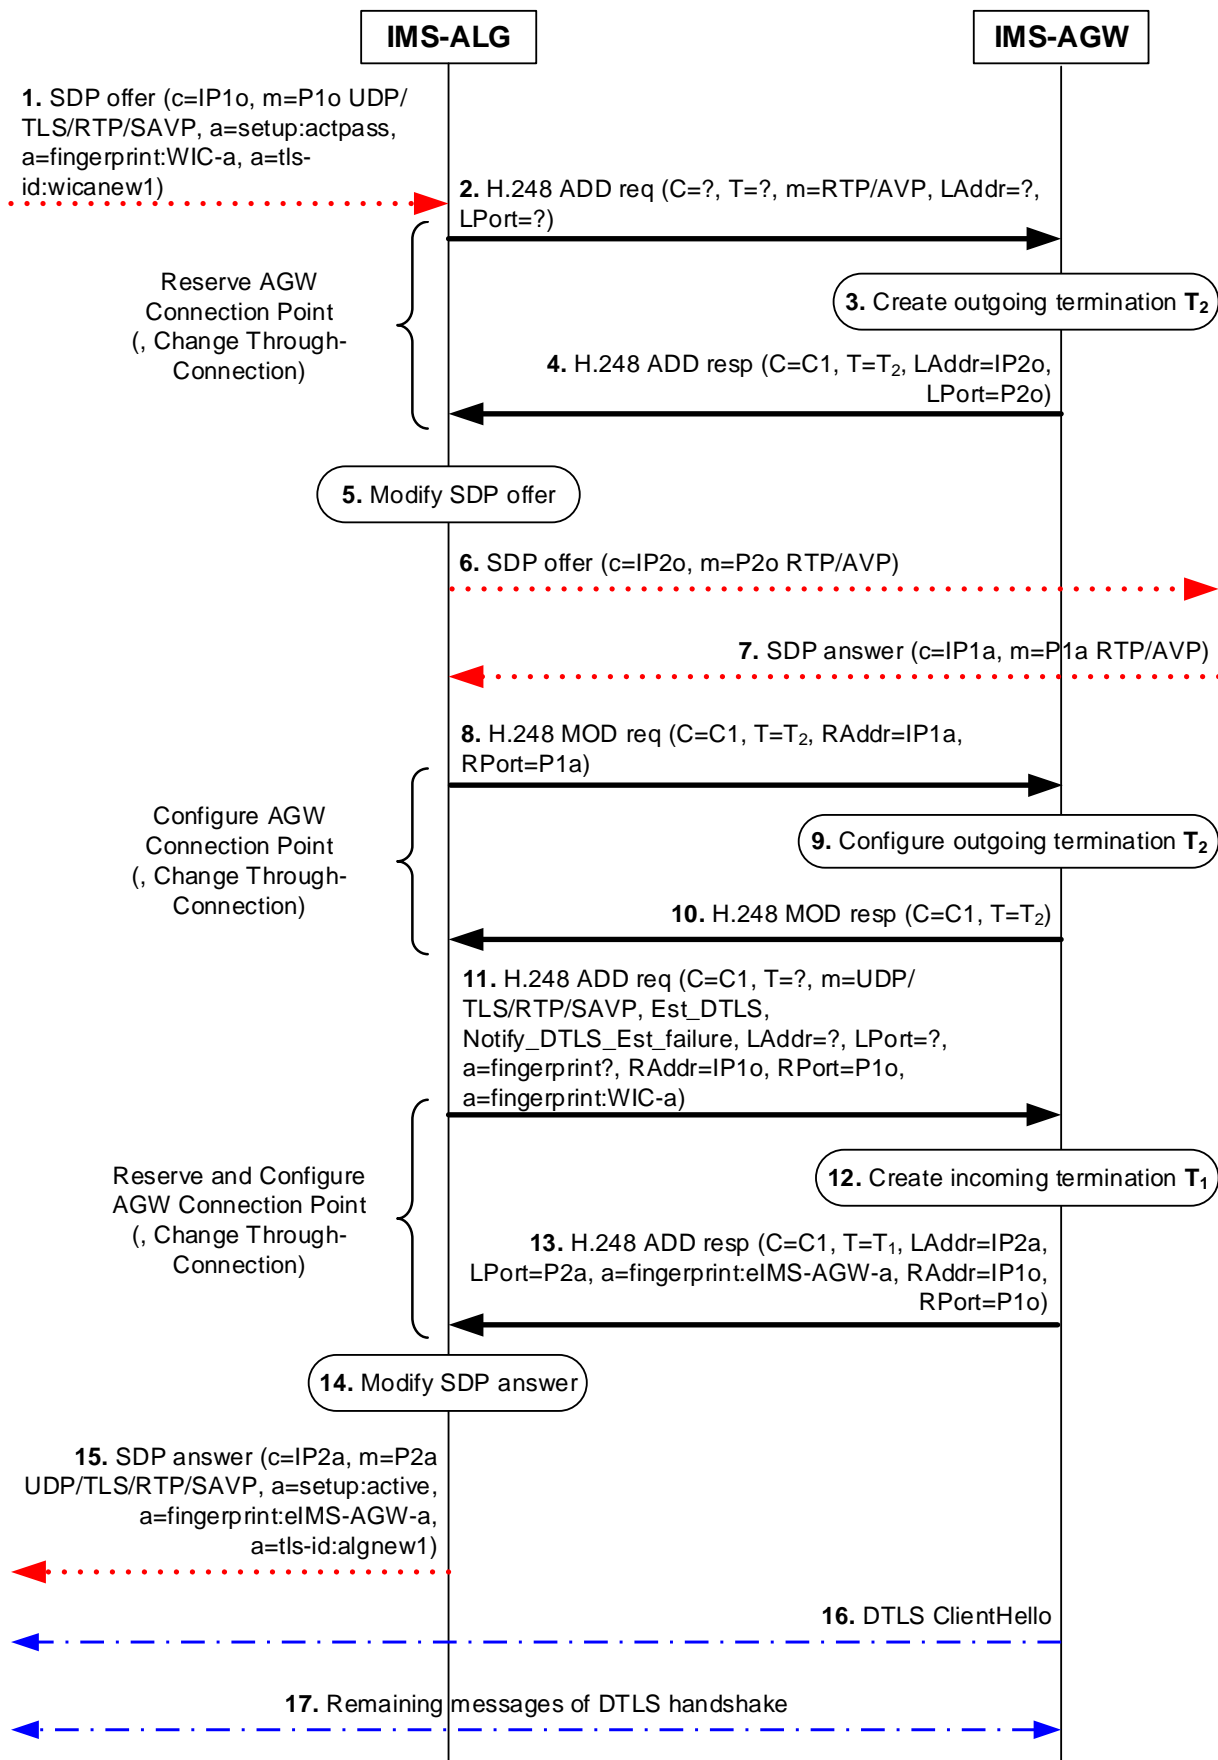 IMS-ALG
IMS-AGW
1. SDP offer (c=IP1o, m=P1o UDP/
TLS/RTP/SAVP, a=setup:actpass,
a=fingerprint:WIC-a, a=tls-
id:wicanew1)
2. H.248 ADD req (C=?, T=?, m=RTP/AVP, LAddr=?,
LPort=?)
Reserve AGW
Connection Point
(, Change Through-
Connection)
3. Create outgoing termination T2
4. H.248 ADD resp (C=C1, T=T2, LAddr=IP2o,
LPort=P2o)
5. Modify SDP offer
6. SDP offer (c=IP2o, m=P2o RTP/AVP)
7. SDP answer (c=IP1a, m=P1a RTP/AVP)
8. H.248 MOD req (C=C1, T=T2, RAddr=IP1a,
RPort=P1a)
Configure AGW
Connection Point
(, Change Through-
Connection)
9. Configure outgoing termination T2
10. H.248 MOD resp (C=C1, T=T2)
11. H.248 ADD req (C=C1, T=?, m=UDP/
TLS/RTP/SAVP, Est_DTLS,
Notify_DTLS_Est_failure, LAddr=?, LPort=?,
a=fingerprint?, RAddr=IP1o, RPort=P1o,
a=fingerprint:WIC-a)
Reserve and Configure
AGW Connection Point
(, Change Through-
Connection)
12. Create incoming termination T1
13. H.248 ADD resp (C=C1, T=T1, LAddr=IP2a,
LPort=P2a, a=fingerprint:eIMS-AGW-a, RAddr=IP1o,
RPort=P1o)
14. Modify SDP answer
15. SDP answer (c=IP2a, m=P2a
UDP/TLS/RTP/SAVP, a=setup:active,
a=fingerprint:eIMS-AGW-a,
a=tls-id:algnew1)
16. DTLS ClientHello
17. Remaining messages of DTLS handshake